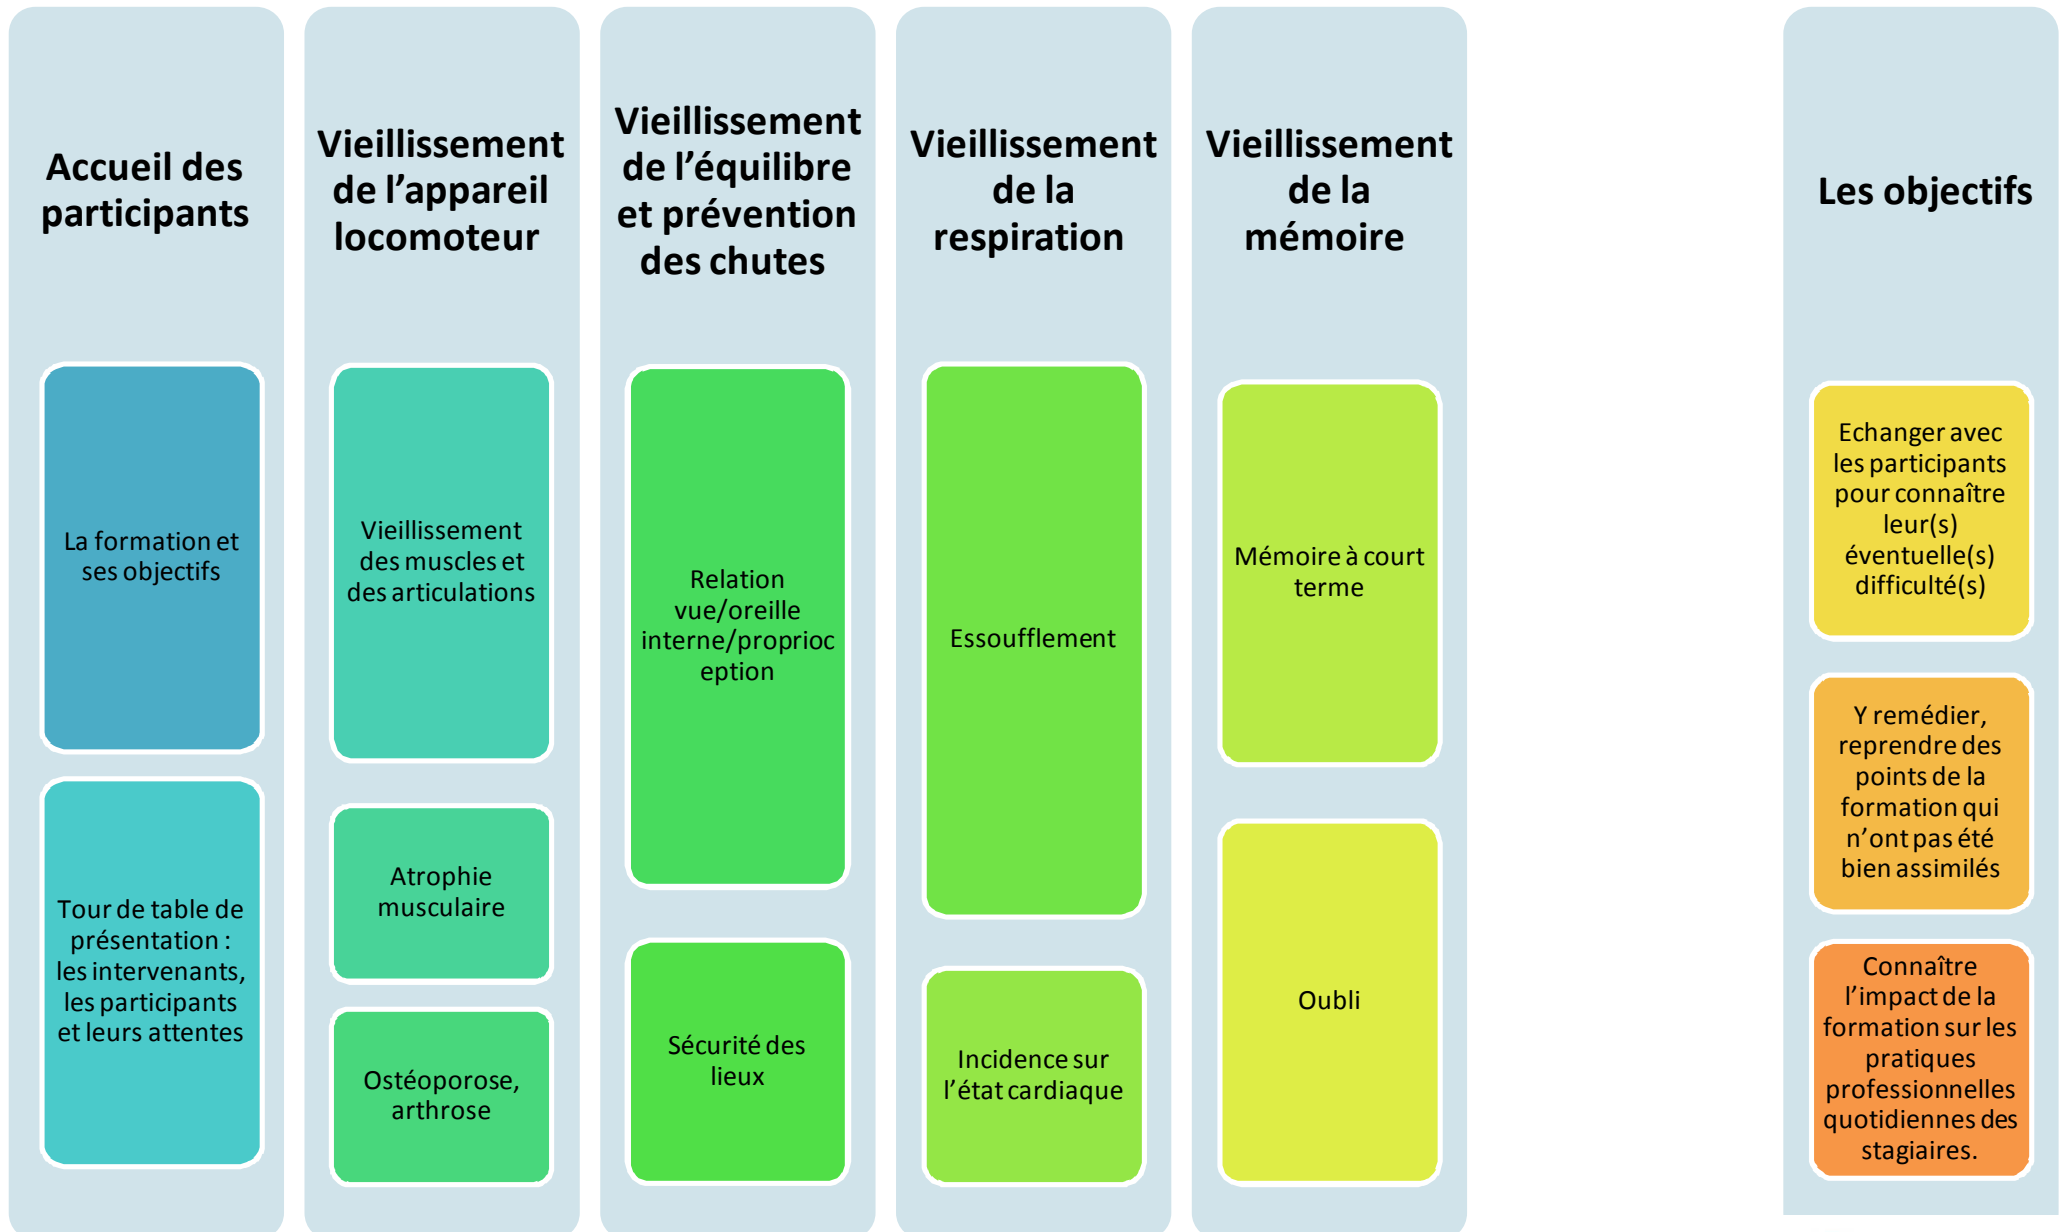 Accueil des
participants
La formation et
ses objectifs
Tour de table de
présentation :
les intervenants,
les participants
et leurs attentes
Vieillissement
de l’appareil
locomoteur
Vieillissement
des muscles et
des articulations
Atrophie
musculaire
Ostéoporose,
arthrose
Vieillissement
de l’équilibre
et prévention
des chutes
Relation
vue/oreille
interne/proprioc
eption
Sécurité des
lieux
Vieillissement
de la
respiration
Essoufflement
Incidence sur
l’état cardiaque
Vieillissement
de la
mémoire
Mémoire à court
terme
Oubli
Les objectifs
Echanger avec
les participants
pour connaître
leur(s)
éventuelle(s)
difficulté(s)
Y remédier,
reprendre des
points de la
formation qui
n’ont pas été
bien assimilés
Connaître
l’impact de la
formation sur les
pratiques
professionnelles
quotidiennes des
stagiaires.